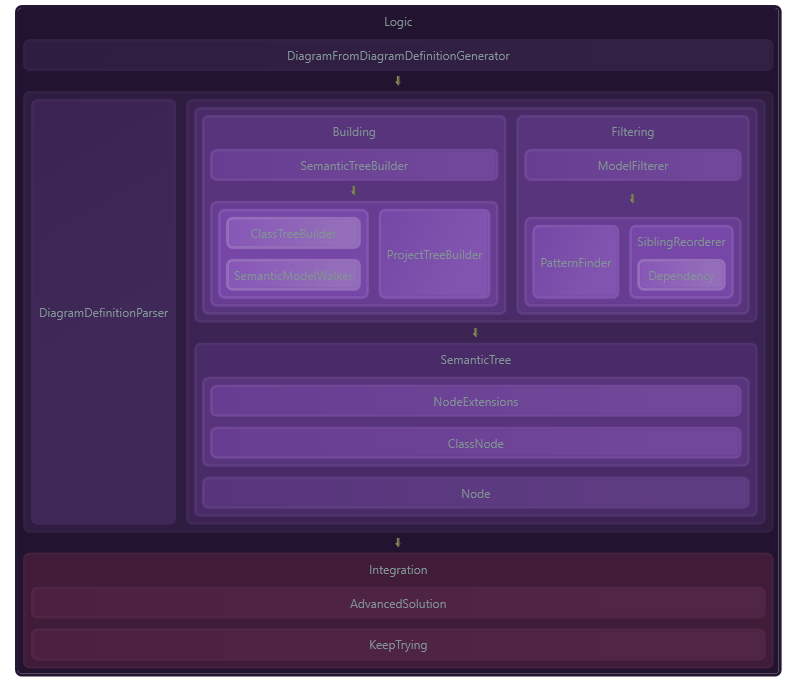 Logic
DiagramFromDiagramDefinitionGenerator
DiagramDefinitionParser
Building
SemanticTreeBuilder
ClassTreeBuilder
SemanticModelWalker
ProjectTreeBuilder
Filtering
ModelFilterer
PatternFinder
SiblingReorderer
Dependency
SemanticTree
NodeExtensions
ClassNode
Node
Integration
AdvancedSolution
KeepTrying